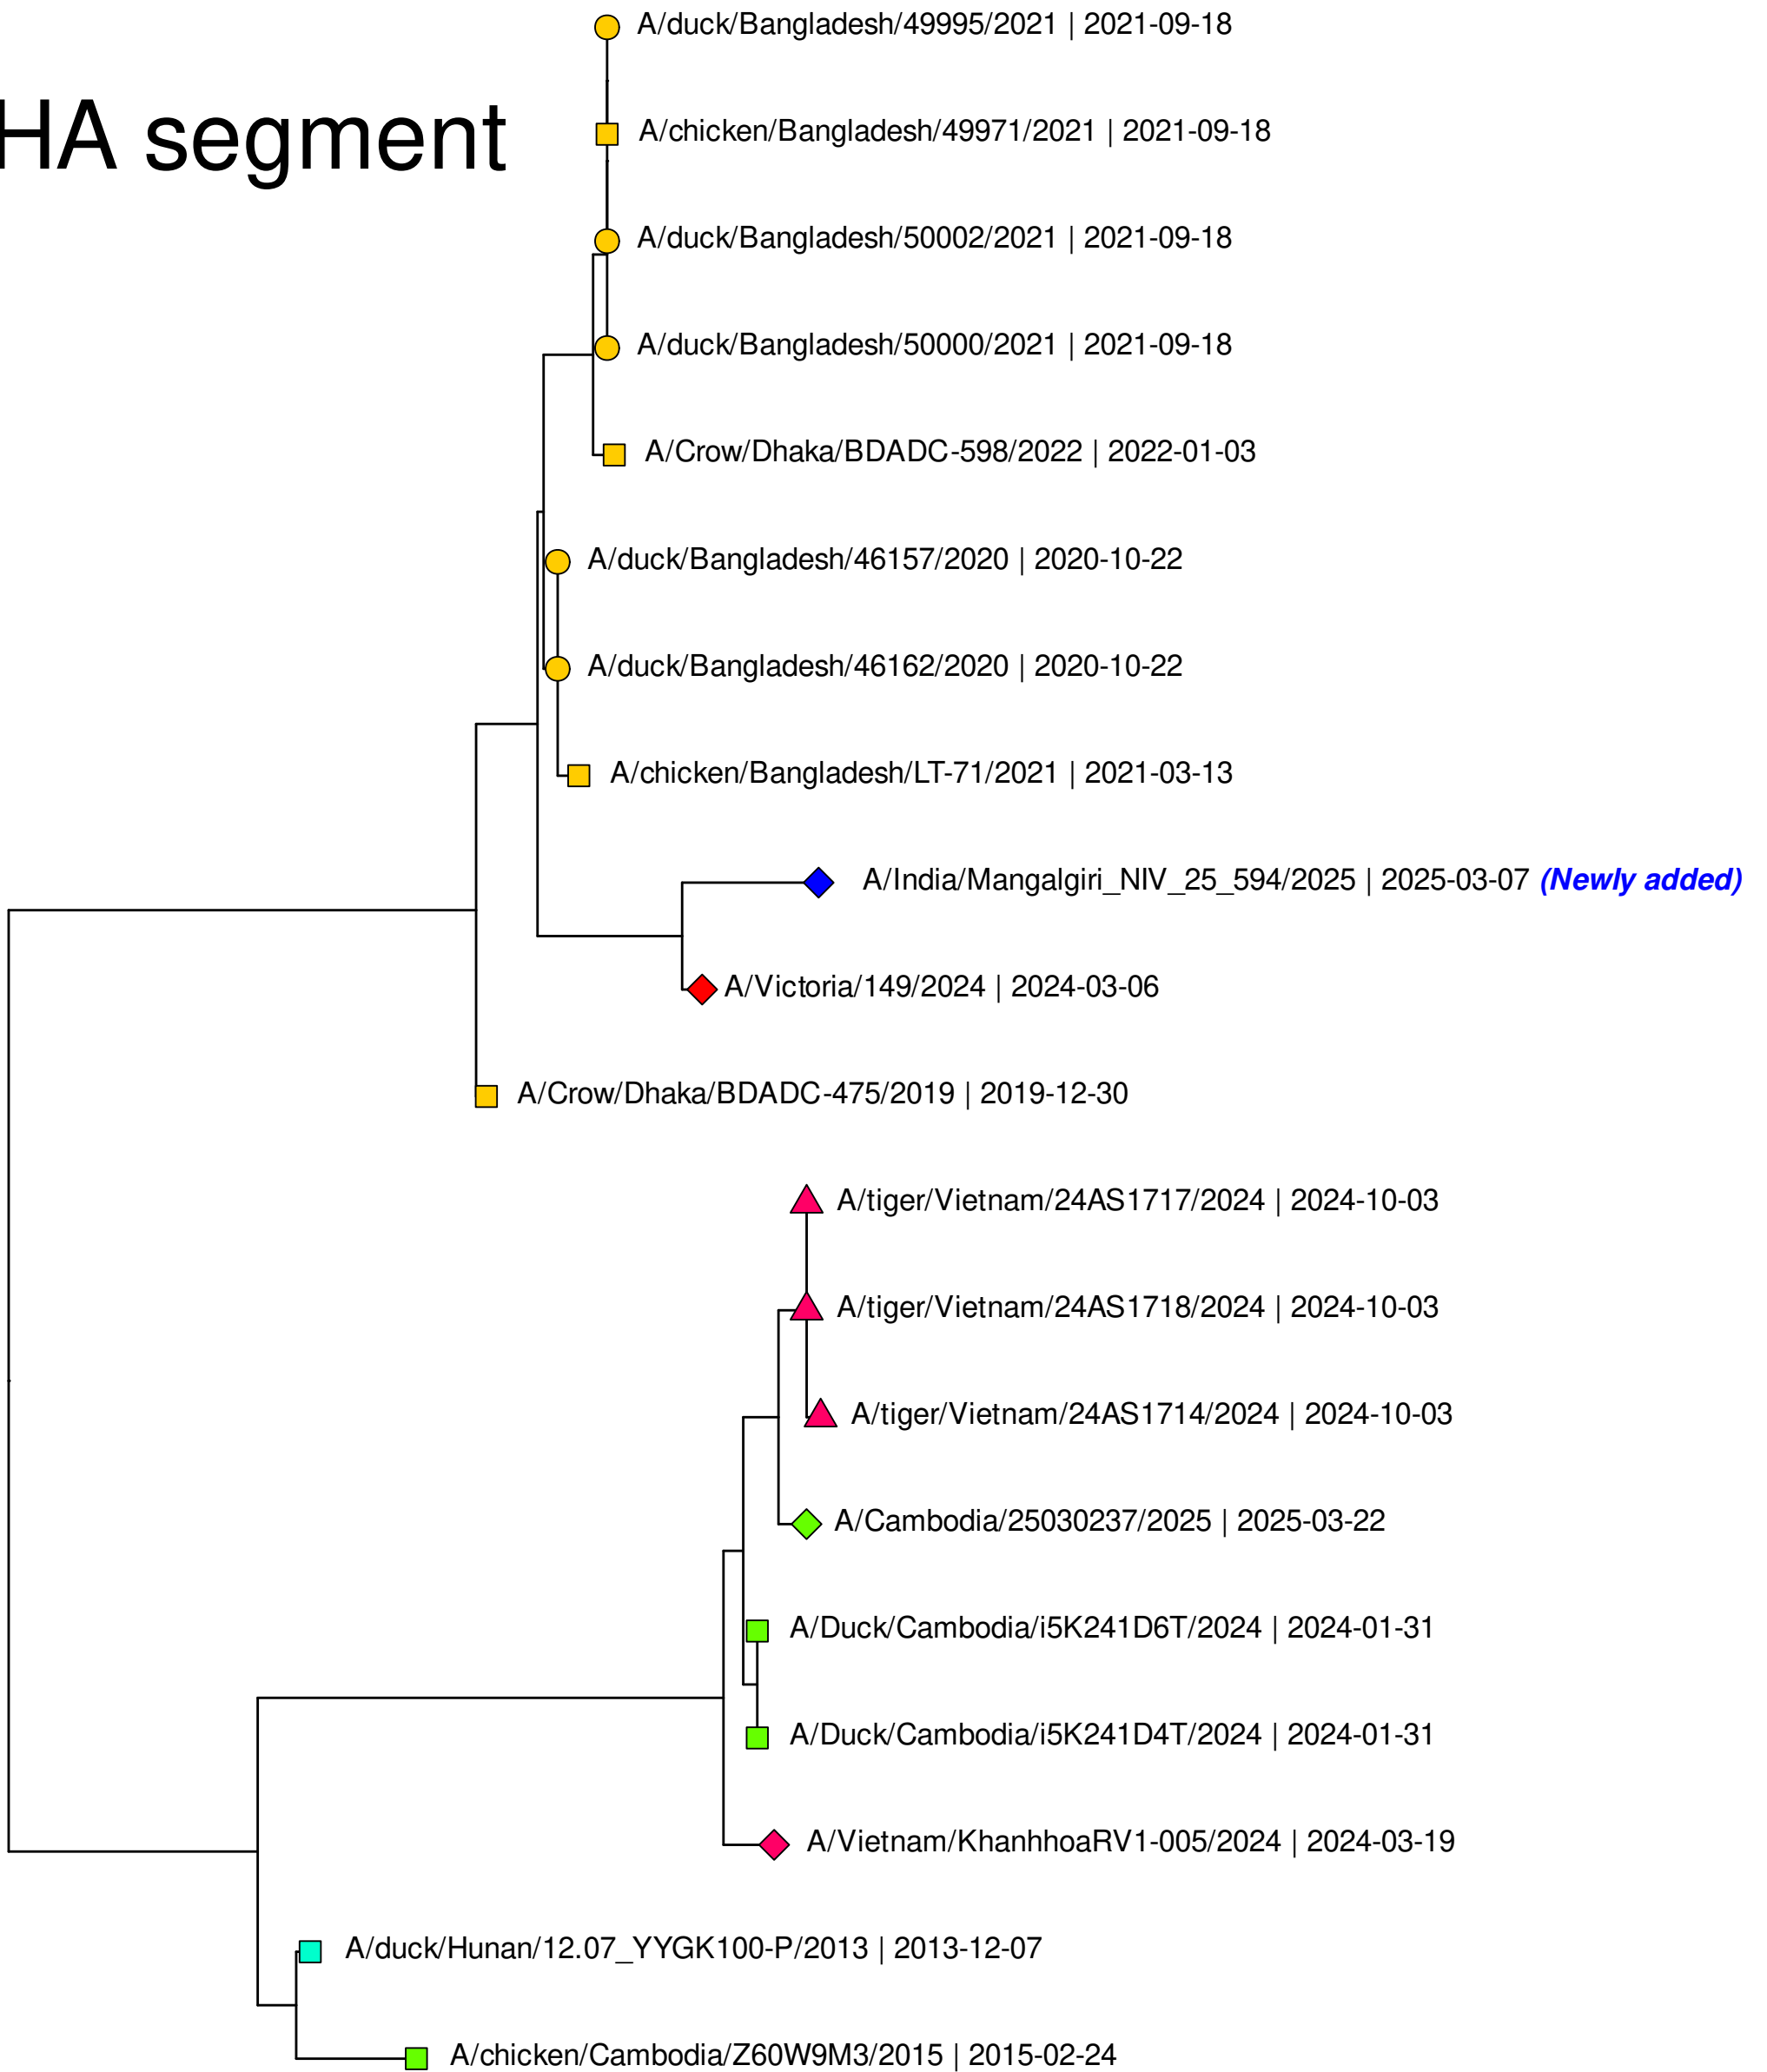 A/duck/Bangladesh/49995/2021 | 2021-09-18
HA segment
A/chicken/Bangladesh/49971/2021 | 2021-09-18
A/duck/Bangladesh/50002/2021 | 2021-09-18
A/duck/Bangladesh/50000/2021 | 2021-09-18
A/Crow/Dhaka/BDADC-598/2022 | 2022-01-03
A/duck/Bangladesh/46157/2020 | 2020-10-22
A/duck/Bangladesh/46162/2020 | 2020-10-22
A/chicken/Bangladesh/LT-71/2021 | 2021-03-13
A/India/Mangalgiri_NIV_25_594/2025 | 2025-03-07 (Newly added)
A/Victoria/149/2024 | 2024-03-06
A/Crow/Dhaka/BDADC-475/2019 | 2019-12-30
A/tiger/Vietnam/24AS1717/2024 | 2024-10-03
A/tiger/Vietnam/24AS1718/2024 | 2024-10-03
A/tiger/Vietnam/24AS1714/2024 | 2024-10-03
A/Cambodia/25030237/2025 | 2025-03-22
A/Duck/Cambodia/i5K241D6T/2024 | 2024-01-31
A/Duck/Cambodia/i5K241D4T/2024 | 2024-01-31
A/Vietnam/KhanhhoaRV1-005/2024 | 2024-03-19
A/duck/Hunan/12.07_YYGK100-P/2013 | 2013-12-07
A/chicken/Cambodia/Z60W9M3/2015 | 2015-02-24